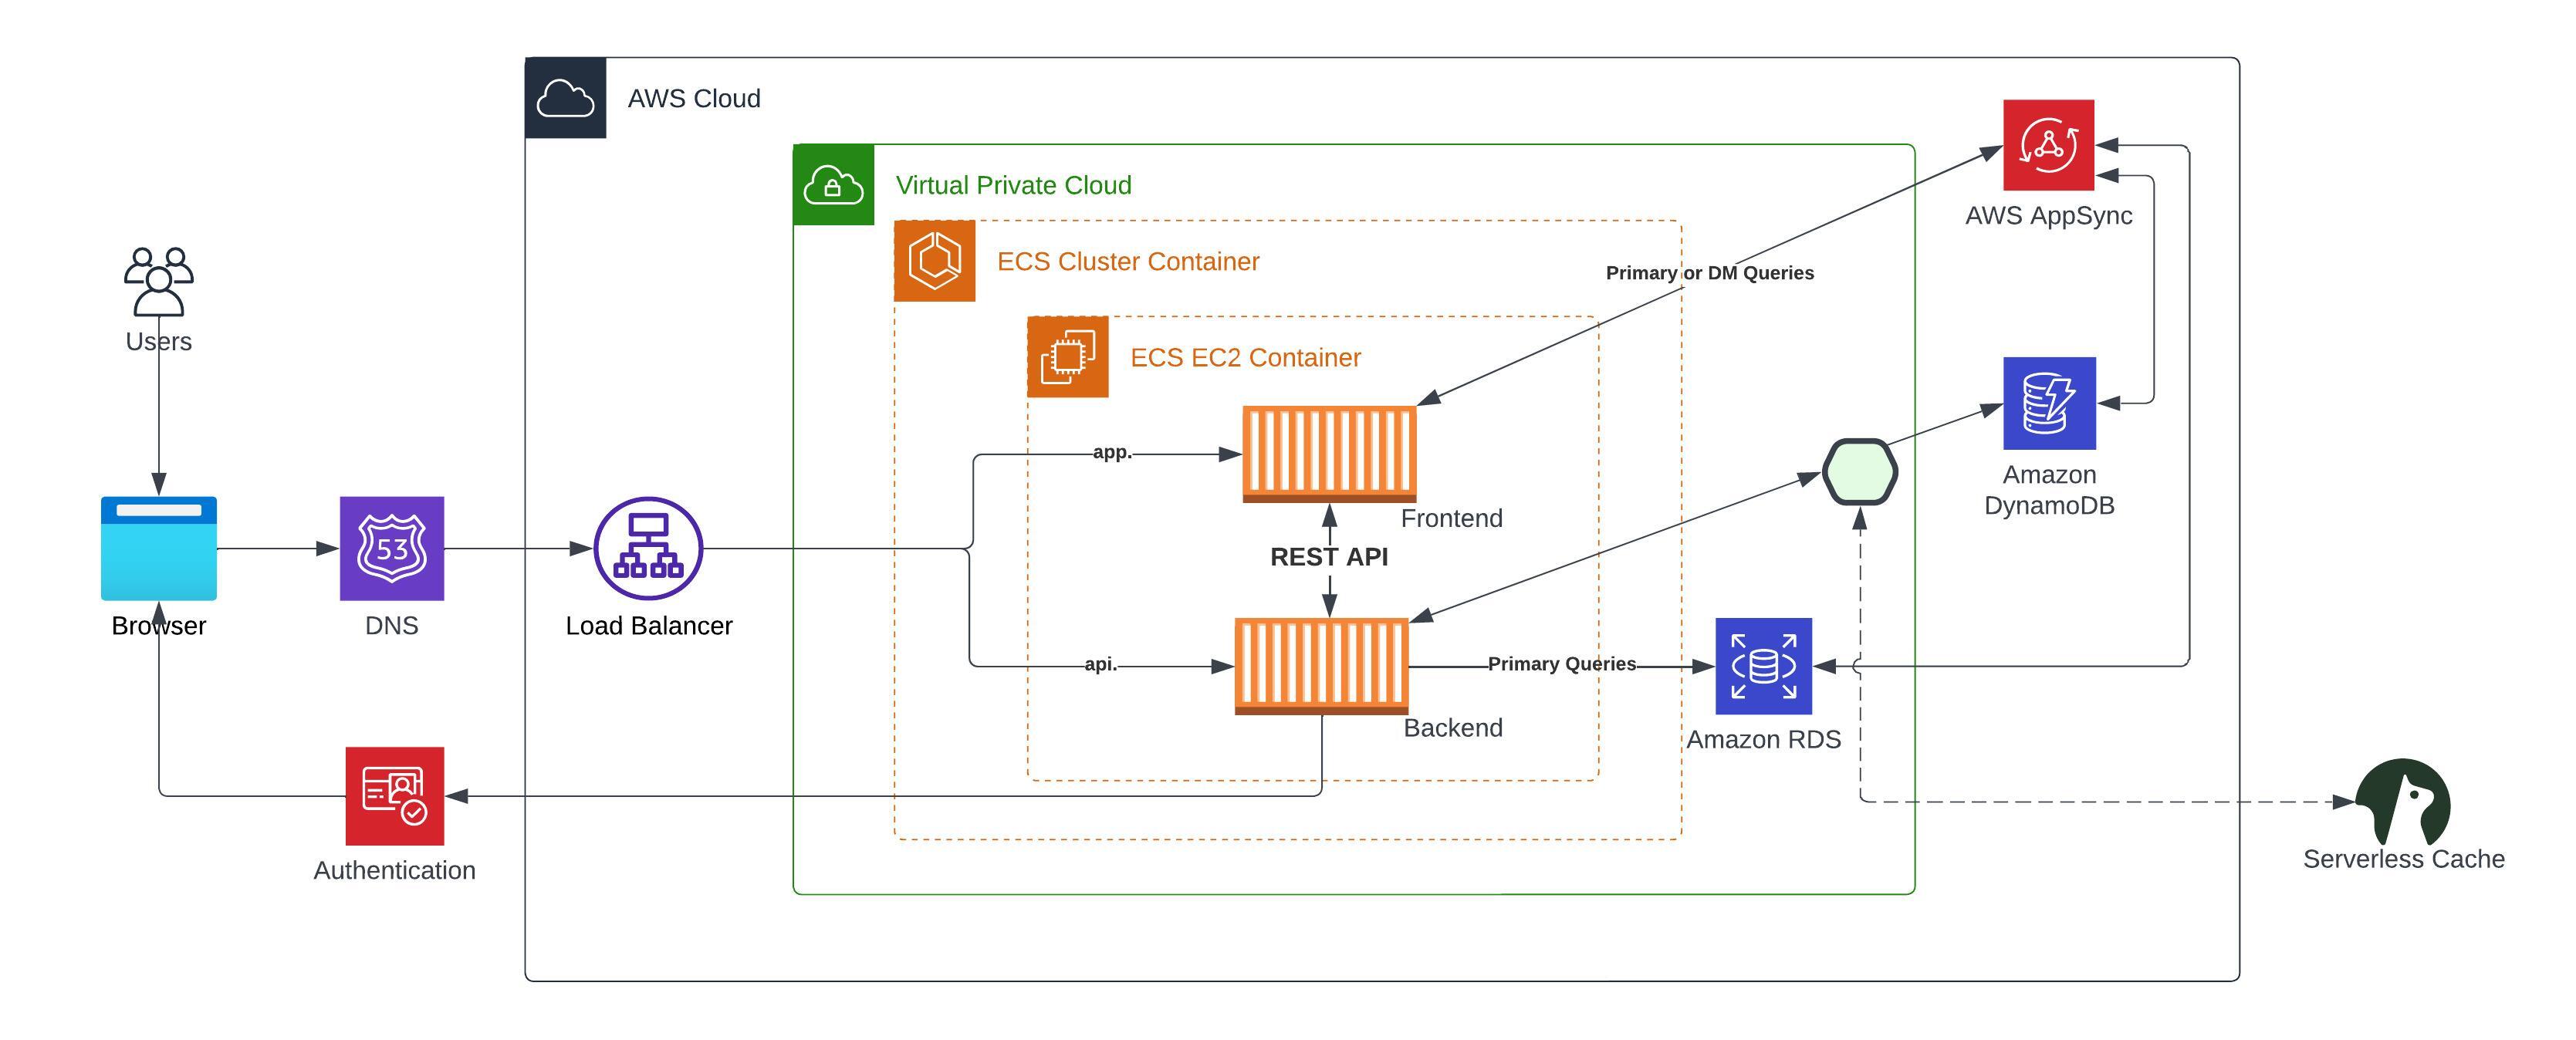 AWS Cloud
Virtual Private Cloud
ECS Cluster Container
ECS EC2 Container
AWS AppSync
Primary or DM Queries
Users
app.
Frontend
REST API
Amazon
DynamoDB
53
Browser
DNS
Load Balancer
api.
Primary Queries
Backend
Amazon RDS
Authentication
Serverless Cache